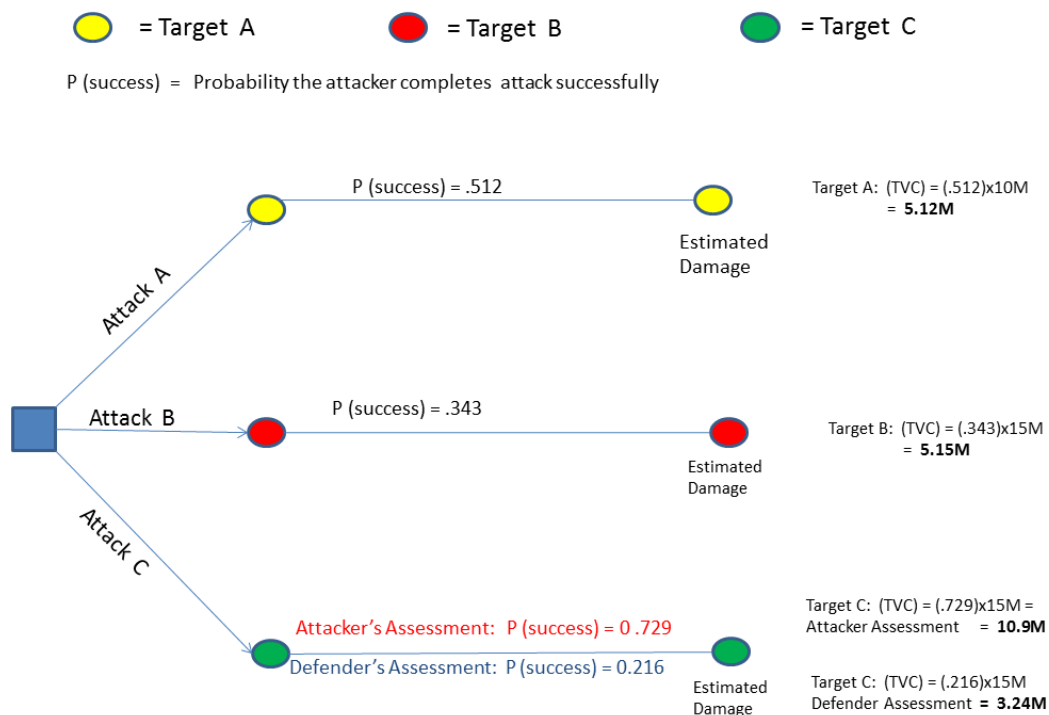 = Target A
= Target B
= Target C
P (success) = Probability the attacker completes attack successfully
P (success) = .512
Target A: (TVC) = (.512)x10M
= 5.12M
Estimated
Damage
Attack A
Attack B
P (success) = .343
Target B: (TVC) = (.343)x15M
= 5.15M
Estimated
Damage
Attack C
Attacker's Assessment: P (success) = 0 .729
Defender's Assessment: P (success) = 0.216
Target C: (TVC) = (.729)x15M =
Attacker Assessment = 10.9M
Estimated
Damage
Target C: (TVC) = (.216)x15M
Defender Assessment = 3.24M